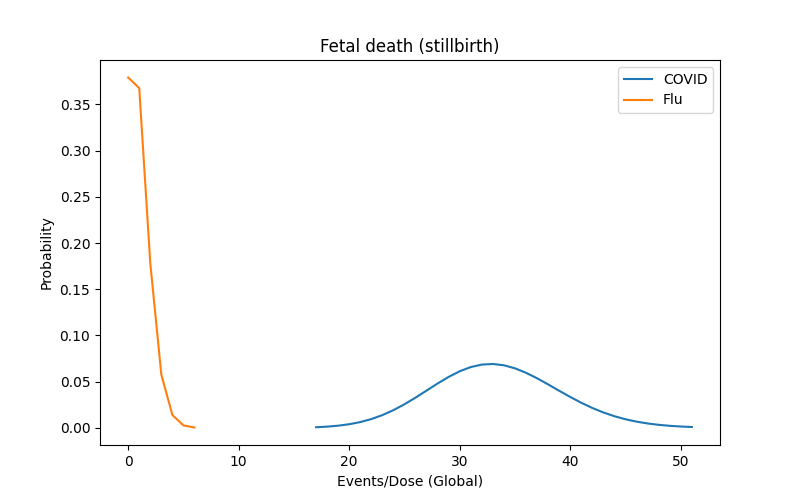 Fetal death (stillbirth)
COVID
Flu
Probability
0.35
0.30
0.25
0.20
0.15
0.10
0.05
0.00
0 10 20 30 40 50
Events/Dose (Global)